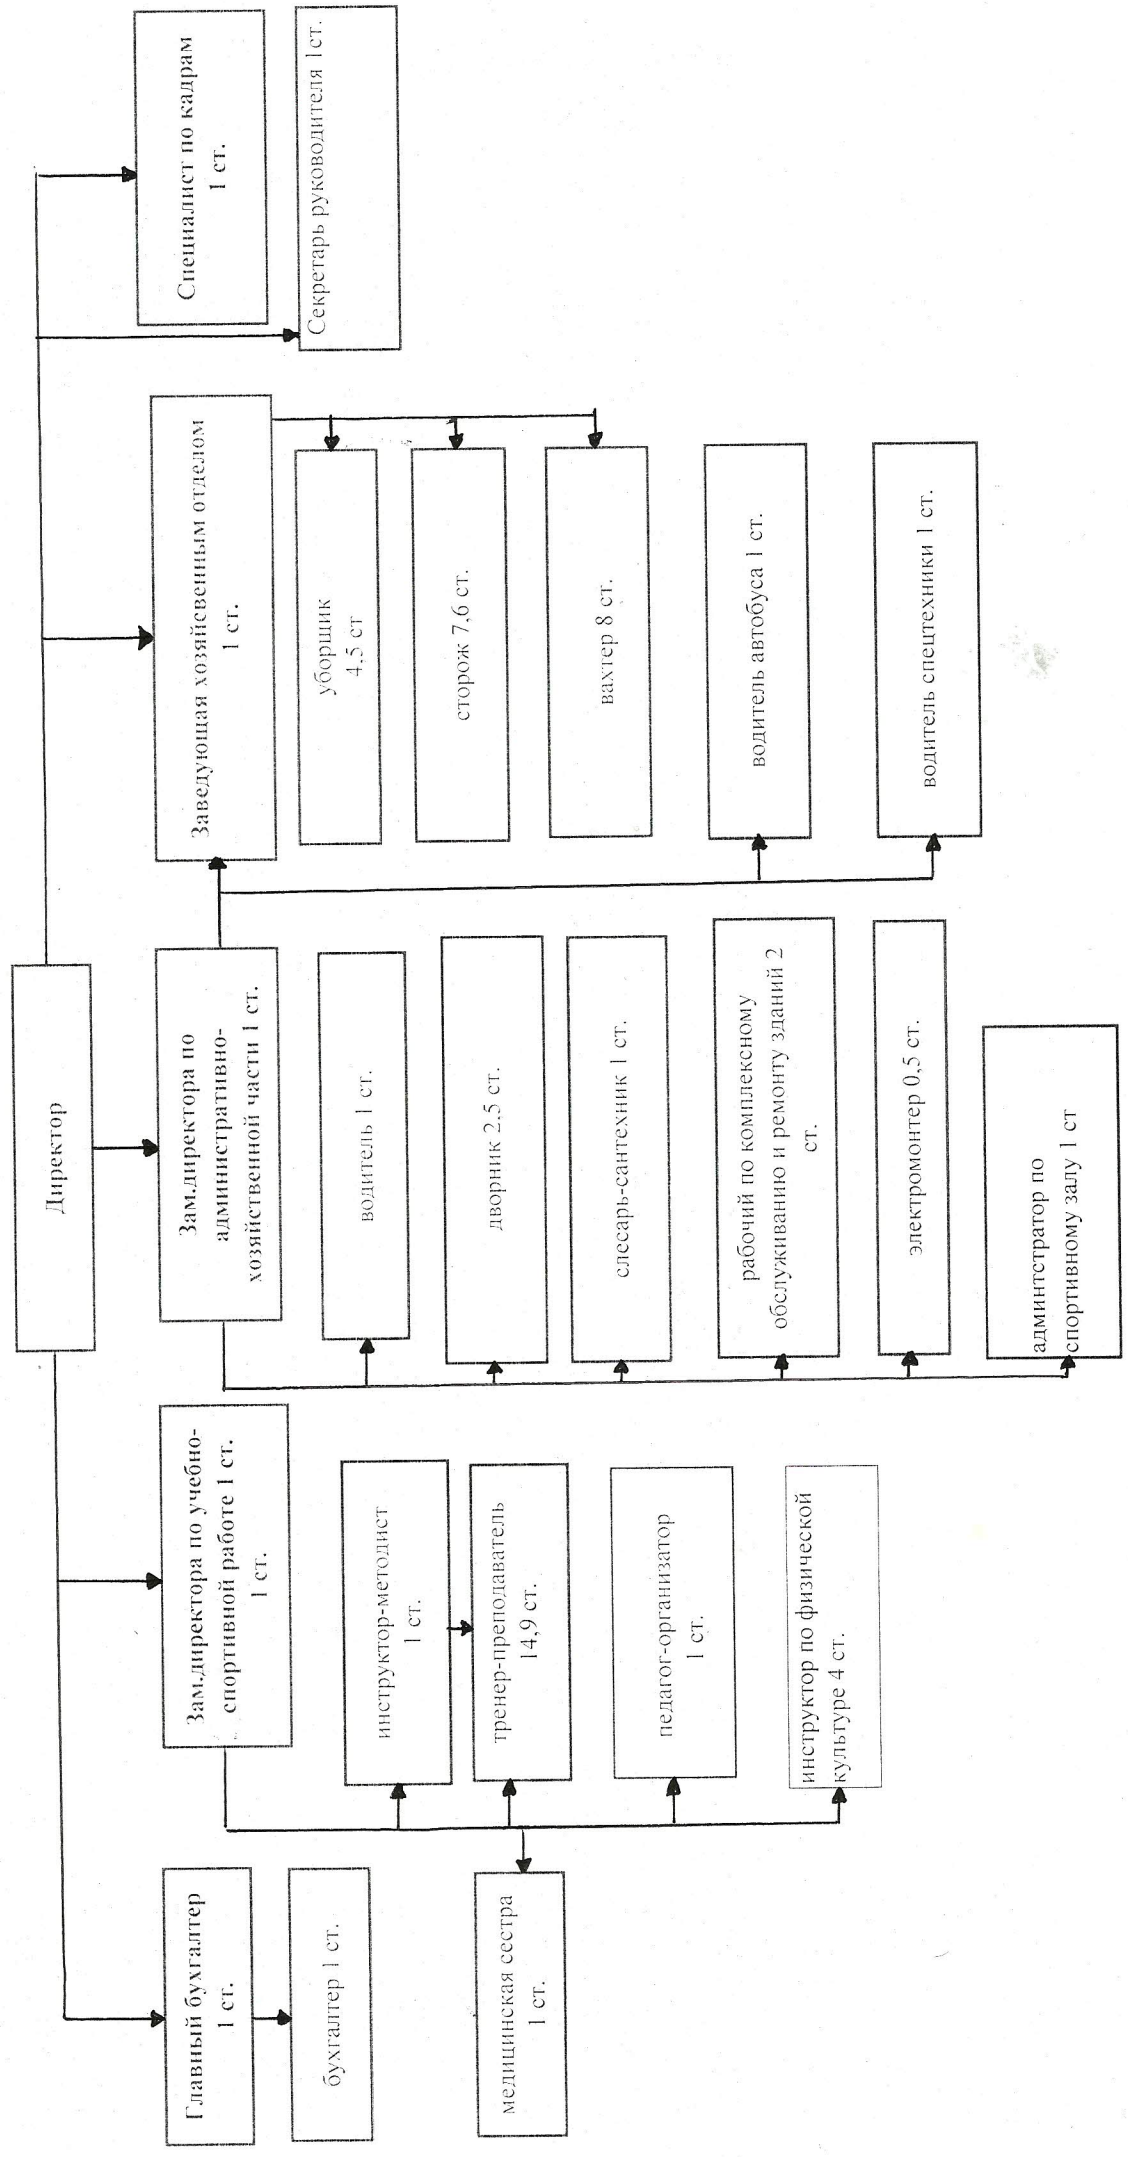 Директор
Главный бухгалтер
1 ст.
бухгалтер 1 ст.
медицинская сестра
1 ст.
Зам.директора по учебно-
спортивной работе 1 ст.
1 ст.
инструктор-методист
1 ст.
тренер-преподаватель
14,9 ст.
педагог-организатор
1 ст.
инструктор по физической
культуре 4 ст.
Зам.директора по
административно-
хозяйственной части 1 ст.
водитель 1 ст.
дворник 2.5 ст.
слесарь-сантехник 1 ст.
рабочий по комплексному
обслуживанию и ремонту зданий 2
ст.
электромонтер 0,5 ст.
админтстратор по
спортивному залу 1 ст
Заведующая хозяйсвенным отделом
1 ст.
уборщик
4,5 ст
сторож 7,6 ст.
вахтер 8 ст.
водитель автобуса 1 ст.
водитель спецтехники 1 ст.
Специалист по кадрам
1 ст.
Секретарь руководителя 1ст.